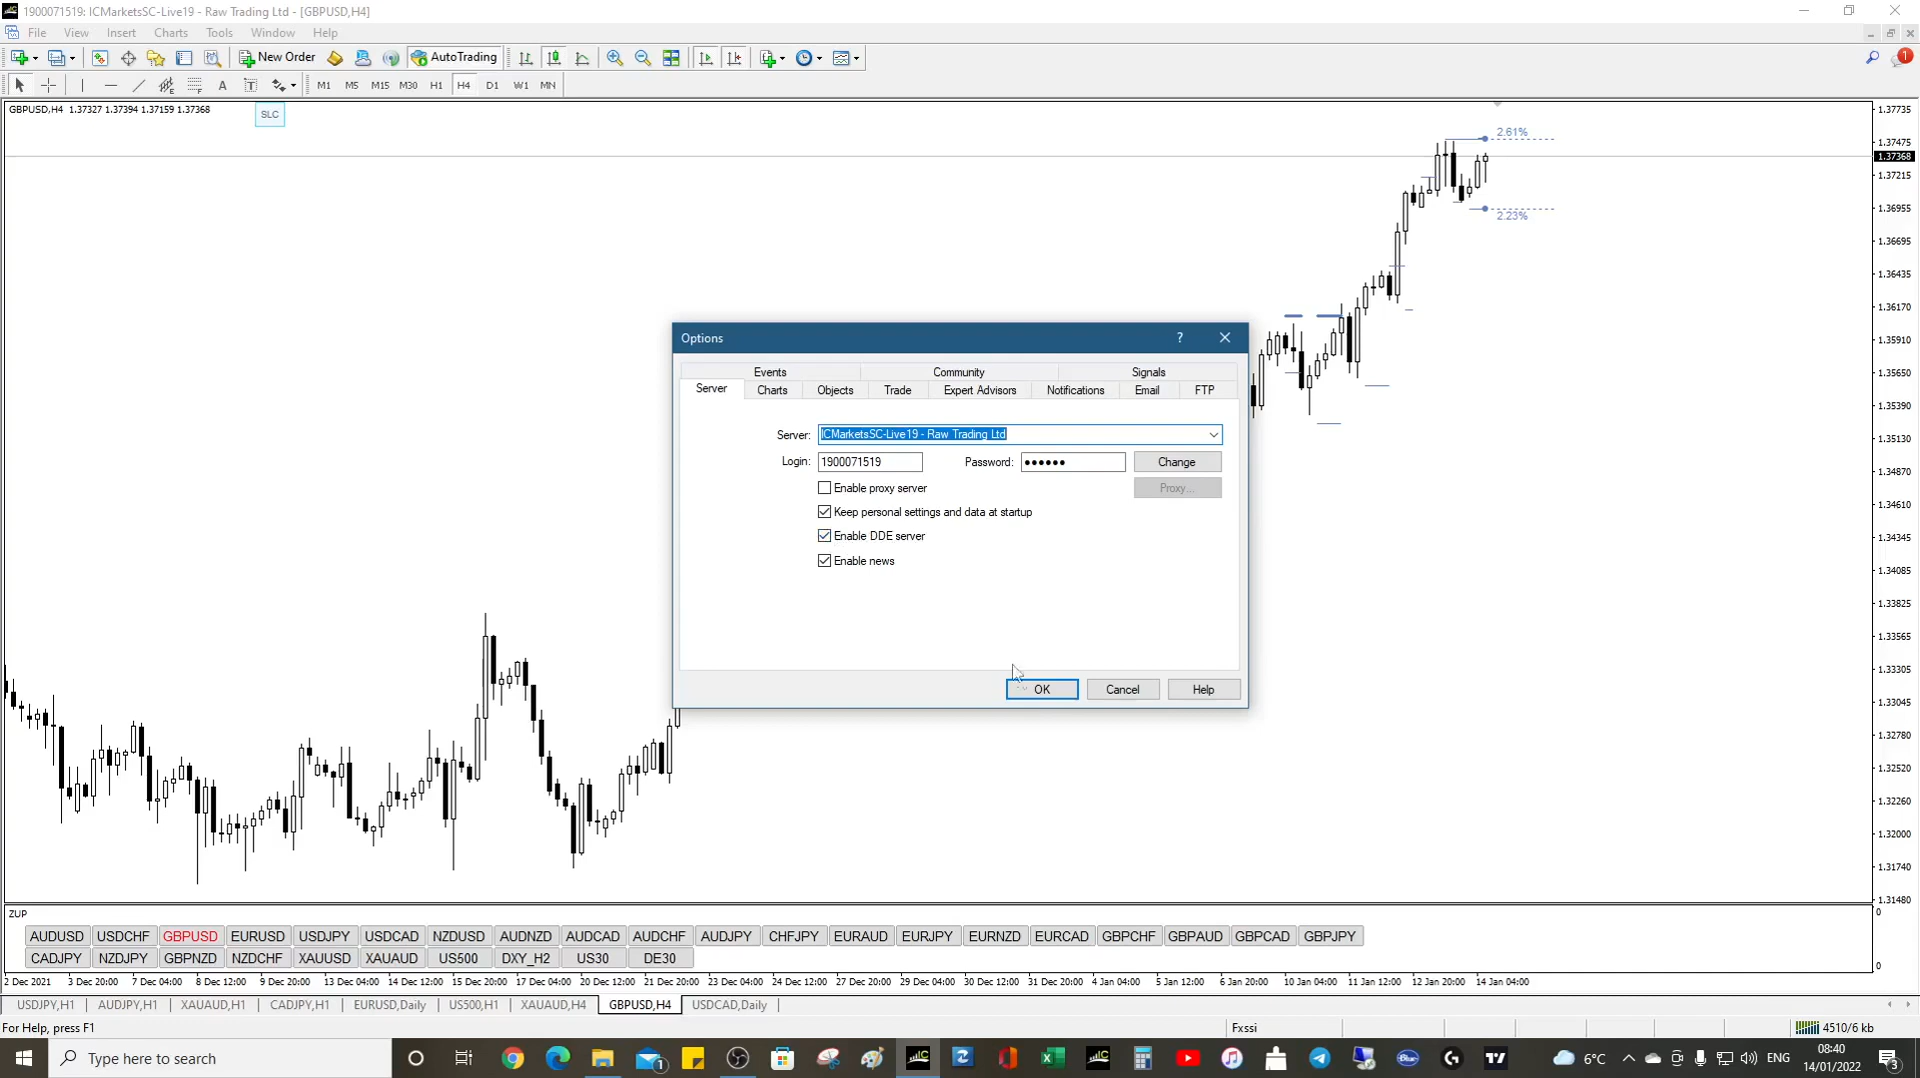 1900071519: ICMarketsSC-Live19 - Raw Trading Ltd - [GBPUSD,H4]
File View Insert Charts Tools Window Help
New Order AutoTrading 1
A T M1 M5 M15 M30 H1 H4 D1 W1 MN
GBPUSD,H4 1.37327 1.37394 1.37159 1.37368
SLC
2.61%
2.23%
1.37735
1.37475
1.37368
1.37215
1.36955
1.36695
1.36435
1.36170
1.35910
1.35650
1.35390
1.35130
1.34870
1.34610
1.34345
1.34085
1.33825
1.33565
1.33305
1.33045
1.32780
1.32520
1.32260
1.32000
1.31740
1.31480
Options ?
Events Community Signals
Server Charts Objects Trade Expert Advisors Notifications Email FTP
Server: ICMarketsSC-Live19 - Raw Trading Ltd
Login: 1900071519 Password: •••••• Change
Enable proxy server Proxy...
Keep personal settings and data at startup
Enable DDE server
Enable news
OK Cancel Help
ZUP 0
AUDUSD USDCHF GBPUSD EURUSD USDJPY USDCAD NZDUSD AUDNZD AUDCAD AUDCHF AUDJPY CHFJPY EURAUD EURJPY EURNZD EURCAD GBPCHF GBPAUD GBPCAD GBPJPY
CADJPY NZDJPY GBPNZD NZDCHF XAUUSD XAUAUD US500 DXY_H2 US30 DE30 0
2 Dec 2021 3 Dec 20:00 7 Dec 04:00 8 Dec 12:00 9 Dec 20:00 13 Dec 04:00 14 Dec 12:00 15 Dec 20:00 17 Dec 04:00 20 Dec 12:00 21 Dec 20:00 23 Dec 04:00 24 Dec 12:00 27 Dec 20:00 29 Dec 04:00 30 Dec 12:00 31 Dec 20:00 4 Jan 04:00 5 Jan 12:00 6 Jan 20:00 10 Jan 04:00 11 Jan 12:00 12 Jan 20:00 14 Jan 04:00
USDJPY,H1 AUDJPY,H1 XAUAUD,H1 CADJPY,H1 EURUSD,Daily US500,H1 XAUAUD,H4 GBPUSD,H4 USDCAD,Daily
For Help, press F1 Fxssi 4510/6 kb
Type here to search 6°C ENG 08:40
14/01/2022 3